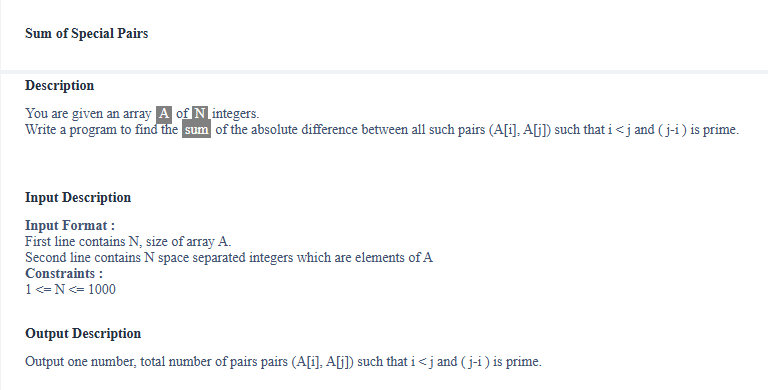 Sum of Special Pairs
Description
You are given an array A of N integers.
Write a program to find the sum of the absolute difference between all such pairs (A[i], A[j]) such that i < j and ( j-i ) is prime.
Input Description
Input Format :
First line contains N, size of array A.
Second line contains N space separated integers which are elements of A
Constraints :
1 <= N <= 1000
Output Description
Output one number, total number of pairs pairs (A[i], A[j]) such that i < j and ( j-i ) is prime.